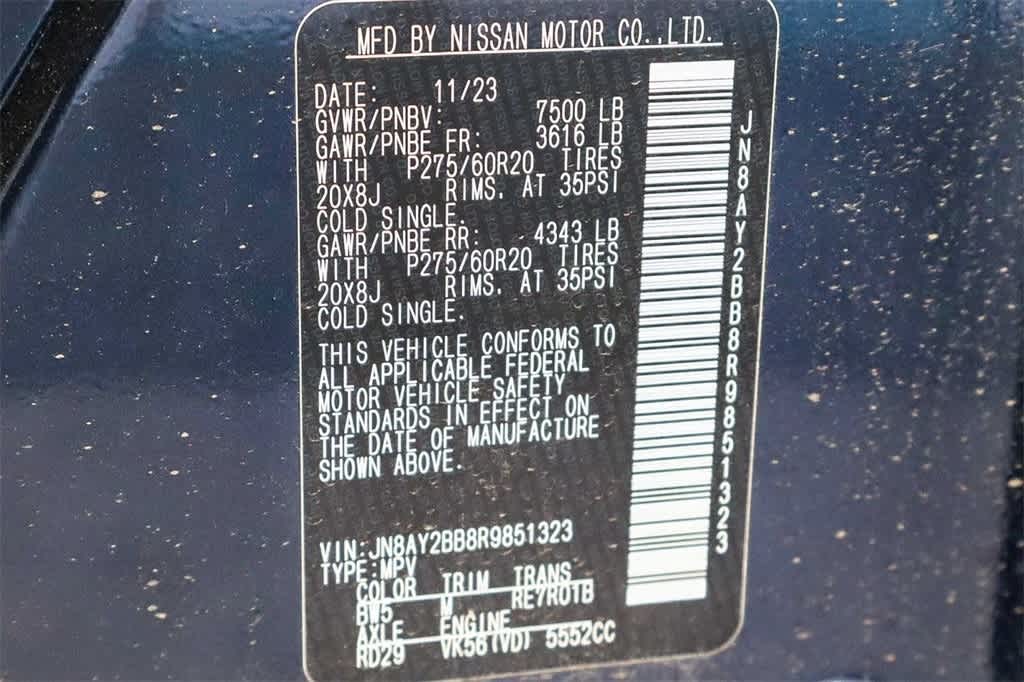 MFD BY NISSAN MOTOR CO.,LTD.
DATE: 11/23
GVWR/PNBV: 7500 LB
GAWR/PNBE FR: 3616 LB
WITH P275/60R20 TIRES
20X8J RIMS. AT 35PSI
COLD SINGLE.
GAWR/PNBE RR: 4343 LB
WITH P275/60R20 TIRES
20X8J RIMS. AT 35PSI
COLD SINGLE.
THIS VEHICLE CONFORMS TO
ALL APPLICABLE FEDERAL
MOTOR VEHICLE SAFETY
STANDARDS IN EFFECT ON
THE DATE OF MANUFACTURE
SHOWN ABOVE.
VIN:JN8AY2BB8R9851323
TYPE:MPV
COLOR TRIM TRANS
BW5 M RE7R01B
AXLE ENGINE
RD29 VK56(VD) 5552CC
JN8AY2BB8R9851323